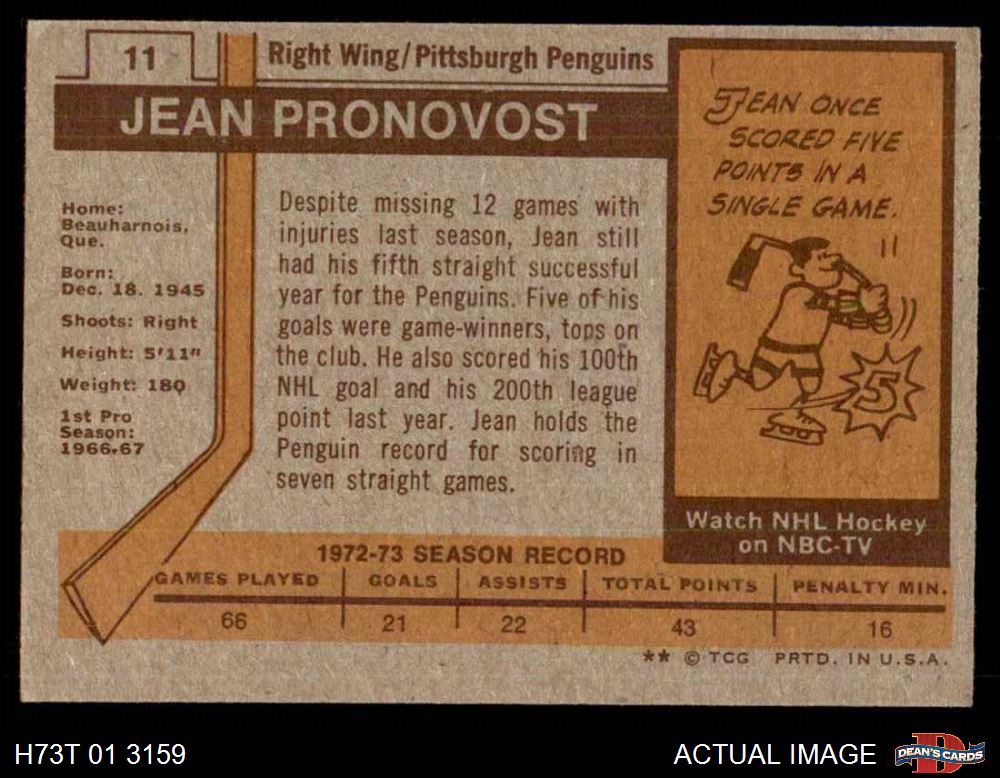 11
Right Wing/Pittsburgh Penguins
JEAN PRONOVOST
Home:
Beauharnois,
Que.
Born:
Dec. 18. 1945
Shoots: Right
Height: 5'11"
Weight: 180
1st Pro
Season:
1966-67
Despite missing 12 games with
injuries last season, Jean still
had his fifth straight successful
year for the Penguins. Five of his
goals were game-winners, tops on
the club. He also scored his 100th
NHL goal and his 200th league
point last year. Jean holds the
Penguin record for scoring in
seven straight games.
JEAN ONCE
SCORED FIVE
POINTS IN A
SINGLE GAME.
5
Watch NHL Hockey
on NBC-TV
1972-73 SEASON RECORD
GAMES PLAYED GOALS ASSISTS TOTAL POINTS PENALTY MIN.
66 21 22 43 16
** © TCG PRTD. IN U.S.A.
H73T 01 3159
ACTUAL IMAGE
DEAN'S CARDS